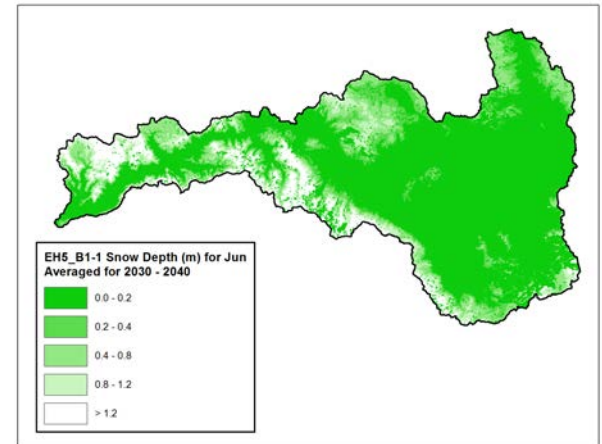 EH5_B1-1 Snow Depth (m) for Jun
Averaged for 2030 - 2040
0.0 - 0.2
0.2 - 0.4
0.4 - 0.8
0.8 - 1.2
> 1.2